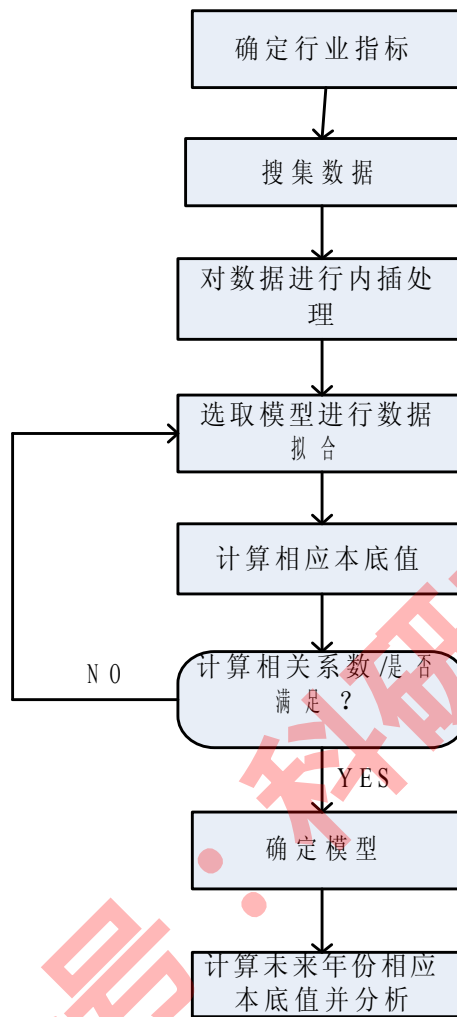 确定行业指标
搜集数据
对数据进行内插处
理
选取模型进行数据
拟合
计算相应本底值
计算相关系数/是否
满足?
NO
YES
确定模型
计算未来年份相应
本底值并分析
号：科研